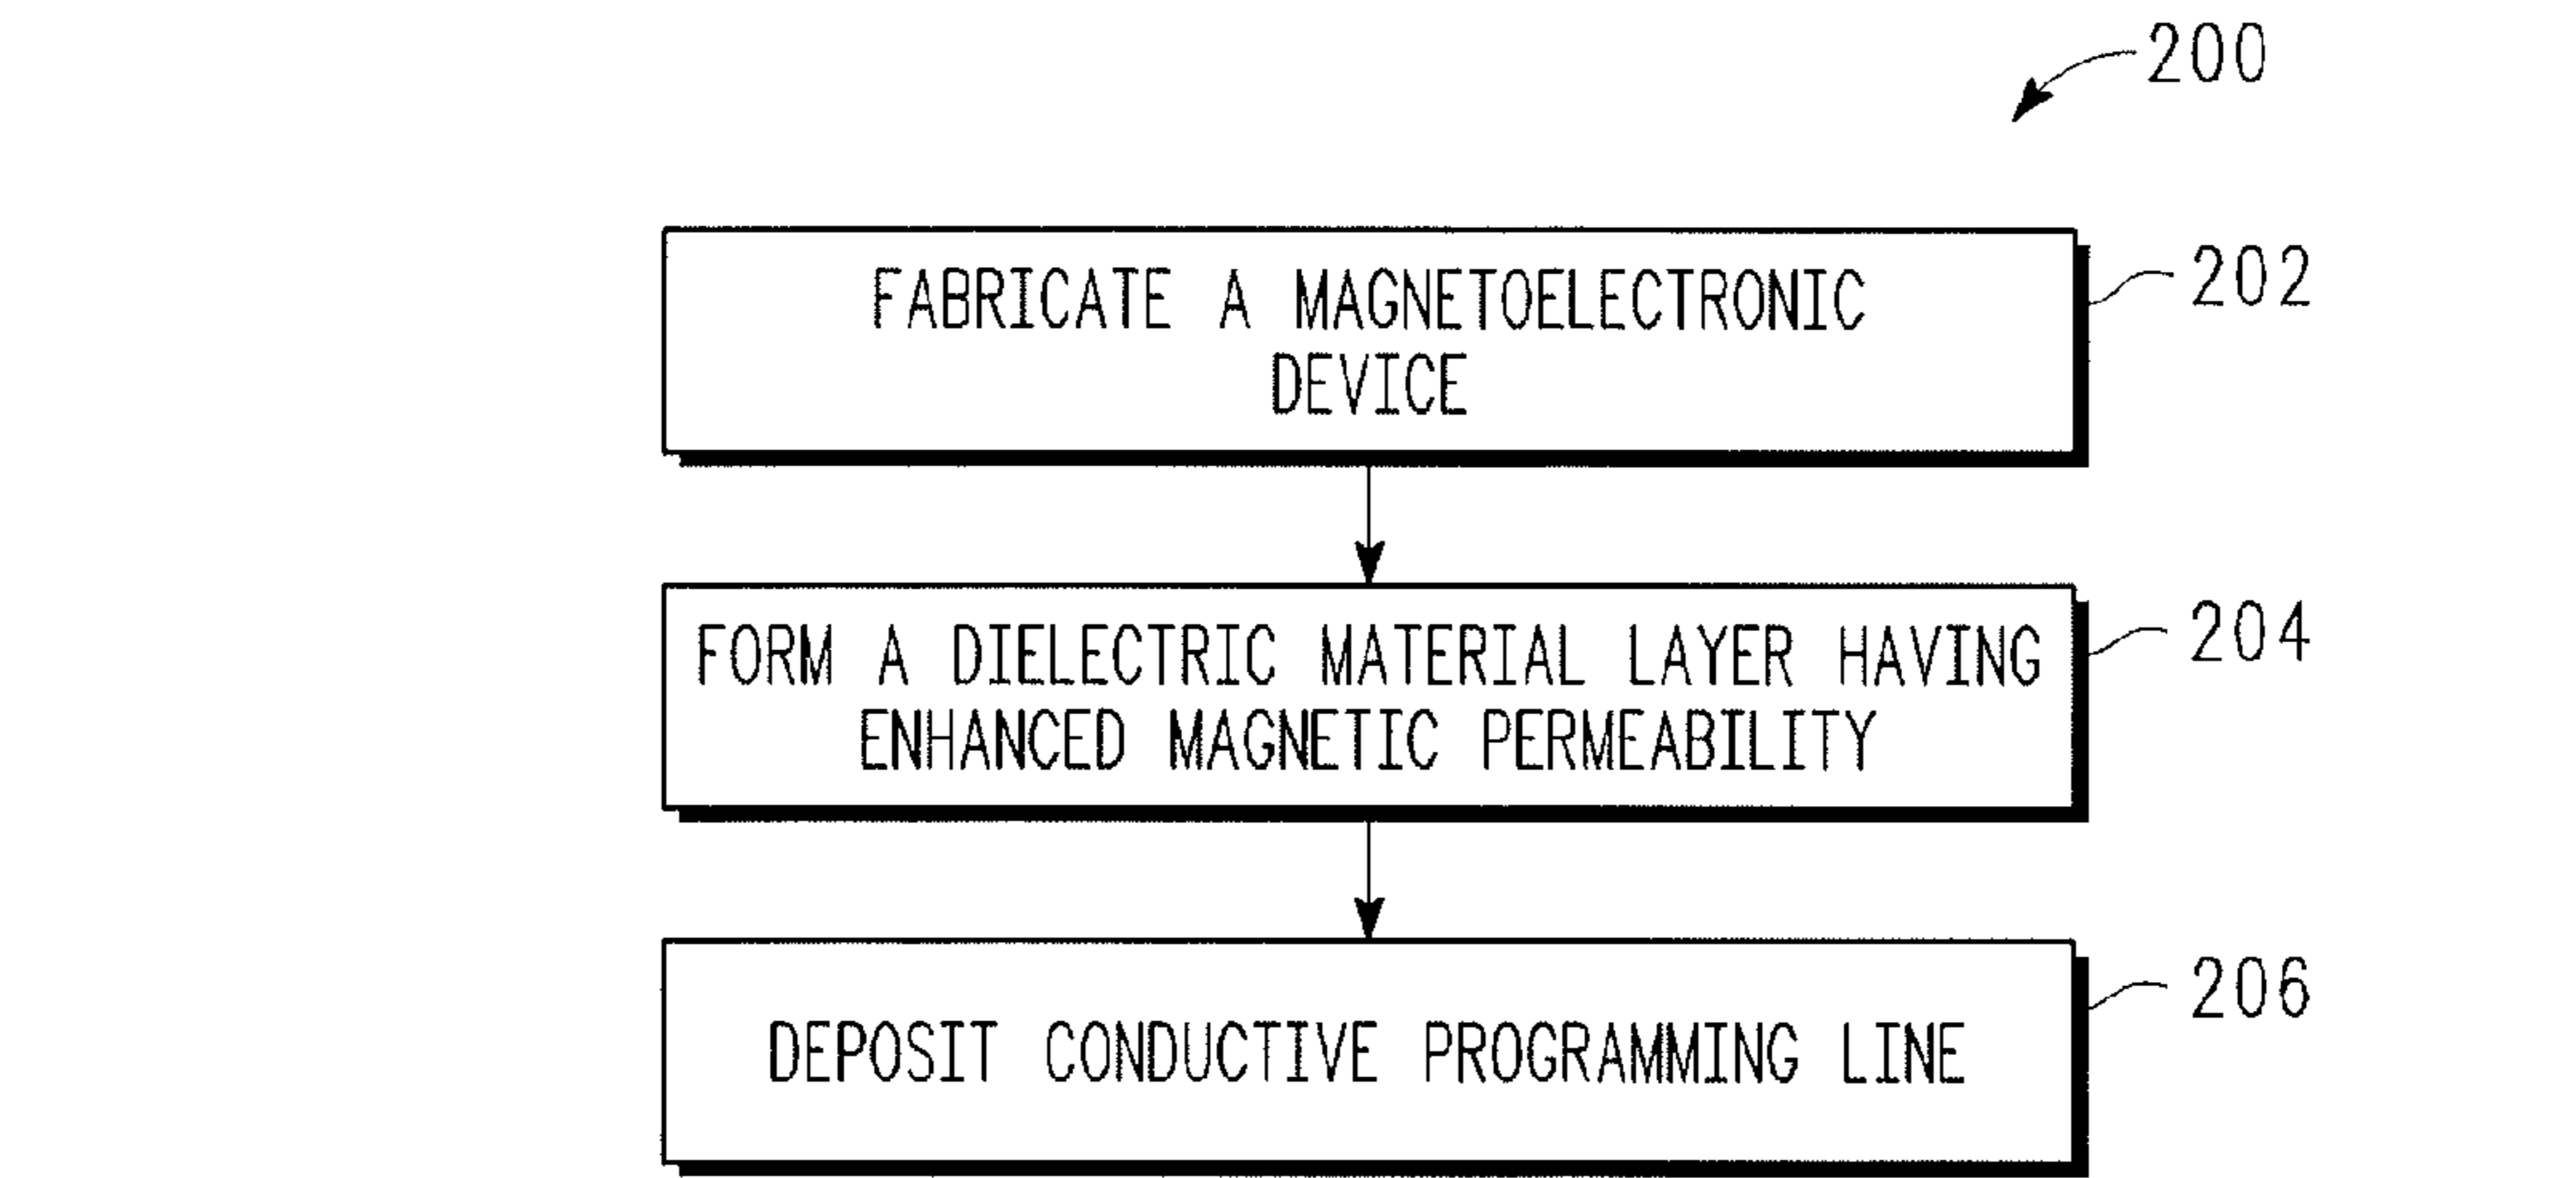 200
FABRICATE A MAGNETOELECTRONIC
DEVICE
202
FORM A DIELECTRIC MATERIAL LAYER HAVING
ENHANCED MAGNETIC PERMEABILITY
204
DEPOSIT CONDUCTIVE PROGRAMMING LINE
206